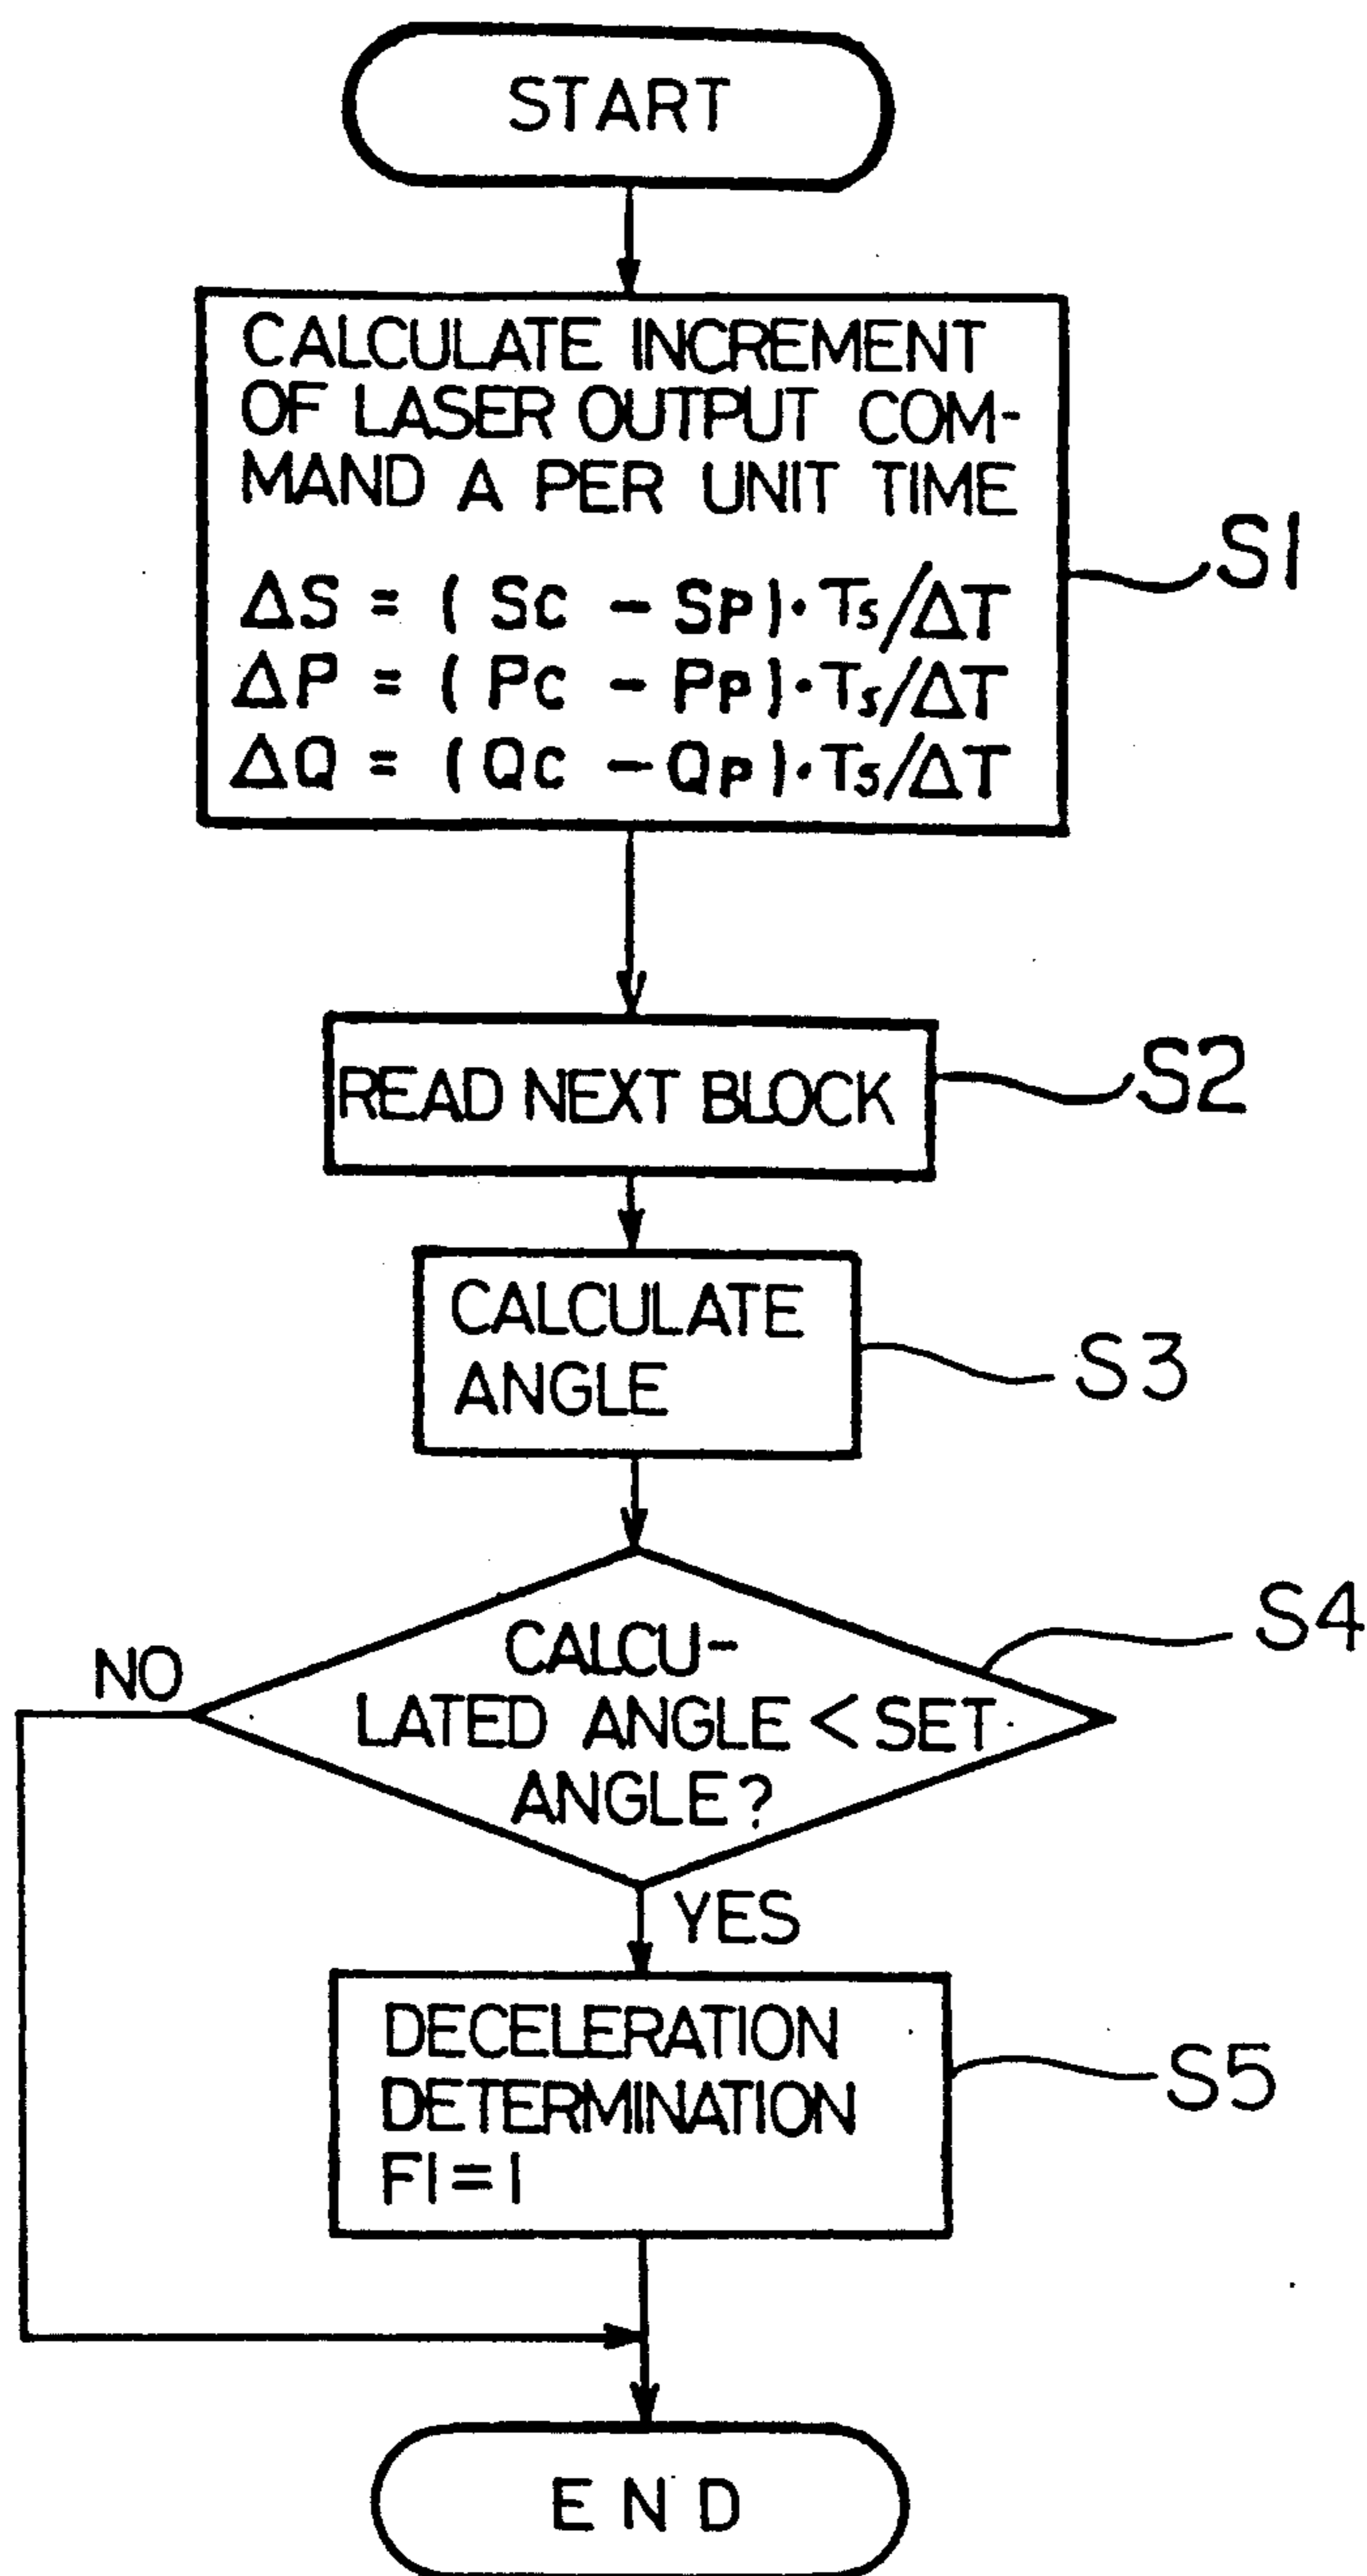 START
CALCULATE INCREMENT
OF LASER OUTPUT COM-
MAND A PER UNIT TIME
ΔS = (Sc - Sp)·Ts/ΔT
ΔP = (Pc - Pp)·Ts/ΔT
ΔQ = (Qc - Qp)·Ts/ΔT
S1
READ NEXT BLOCK
S2
CALCULATE
ANGLE
S3
CALCU-
LATED ANGLE < SET
ANGLE?
S4
NO
YES
DECELERATION
DETERMINATION
F1=1
S5
END